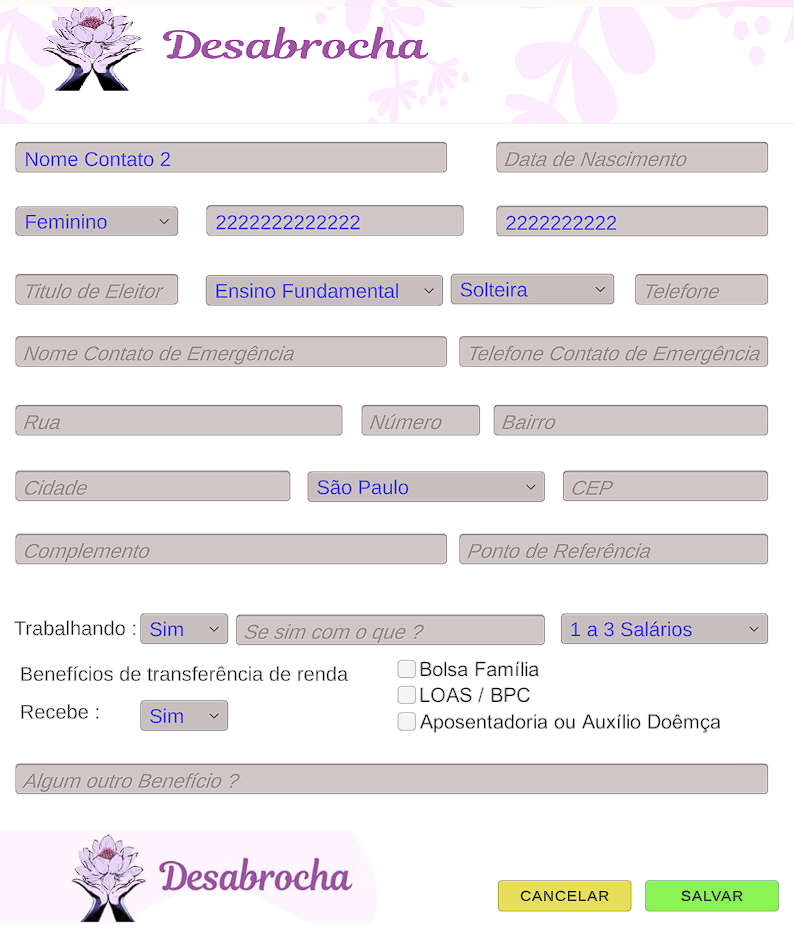 Desabrocha
Nome Contato 2 Data de Nascimento
Feminino 2222222222222 2222222222
Titulo de Eleitor Ensino Fundamental Solteira Telefone
Nome Contato de Emergência Telefone Contato de Emergência
Rua Número Bairro
Cidade São Paulo CEP
Complemento Ponto de Referência
Trabalhando : Sim Se sim com o que ? 1 a 3 Salários
Benefícios de transferência de renda Bolsa Família
LOAS / BPC
Recebe : Sim Aposentadoria ou Auxílio Doêmça
Algum outro Benefício ?
Desabrocha
CANCELAR SALVAR